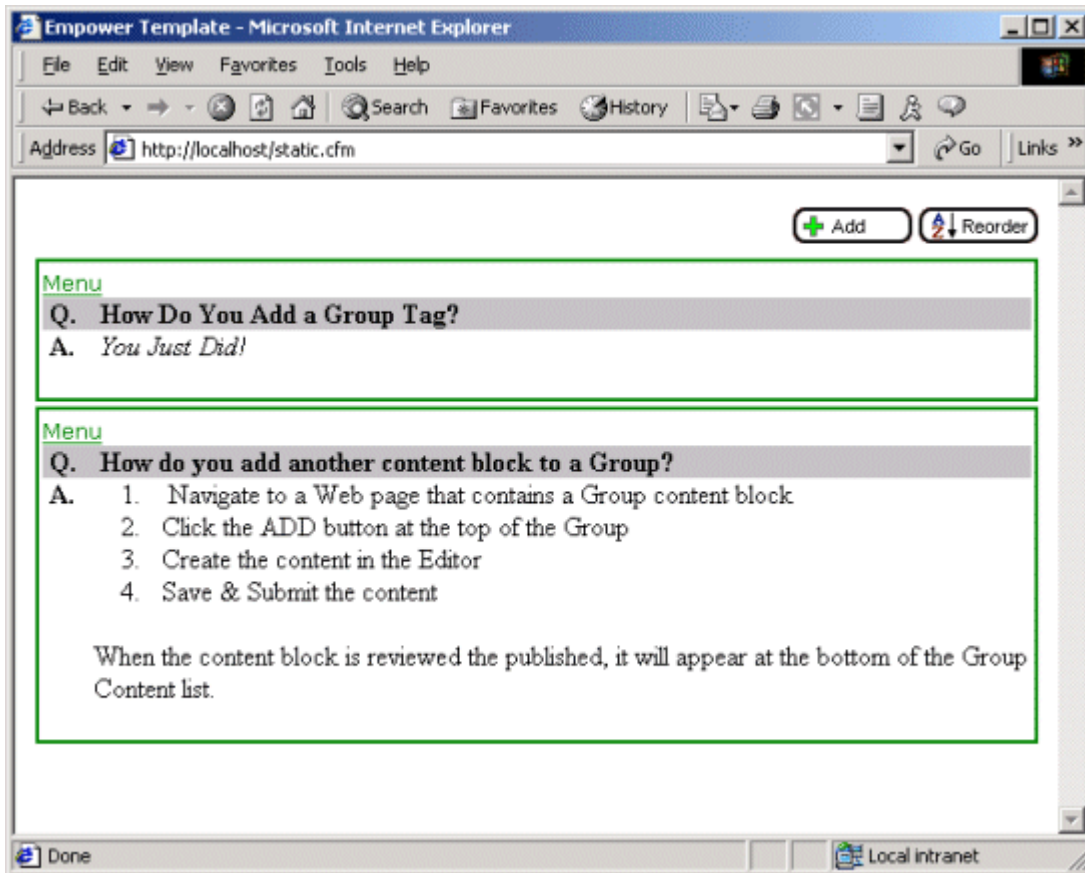 Empower Template - Microsoft Internet Explorer
File Edit View Favorites Tools Help
Back Search Favorites History
Address http://localhost/static.cfm Go Links »
Add Reorder
Menu
Q. How Do You Add a Group Tag?
A. You Just Did!
Menu
Q. How do you add another content block to a Group?
A. 1. Navigate to a Web page that contains a Group content block
2. Click the ADD button at the top of the Group
3. Create the content in the Editor
4. Save & Submit the content
When the content block is reviewed the published, it will appear at the bottom of the Group
Content list.
Done Local intranet